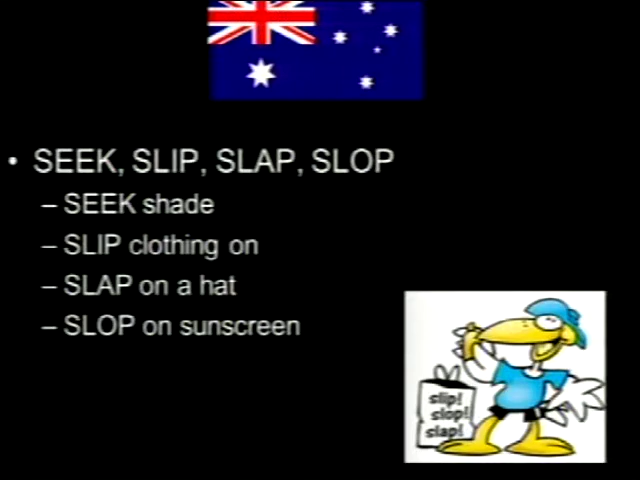 • SEEK, SLIP, SLAP, SLOP
– SEEK shade
– SLIP clothing on
– SLAP on a hat
– SLOP on sunscreen
slip!
slop!
slap!